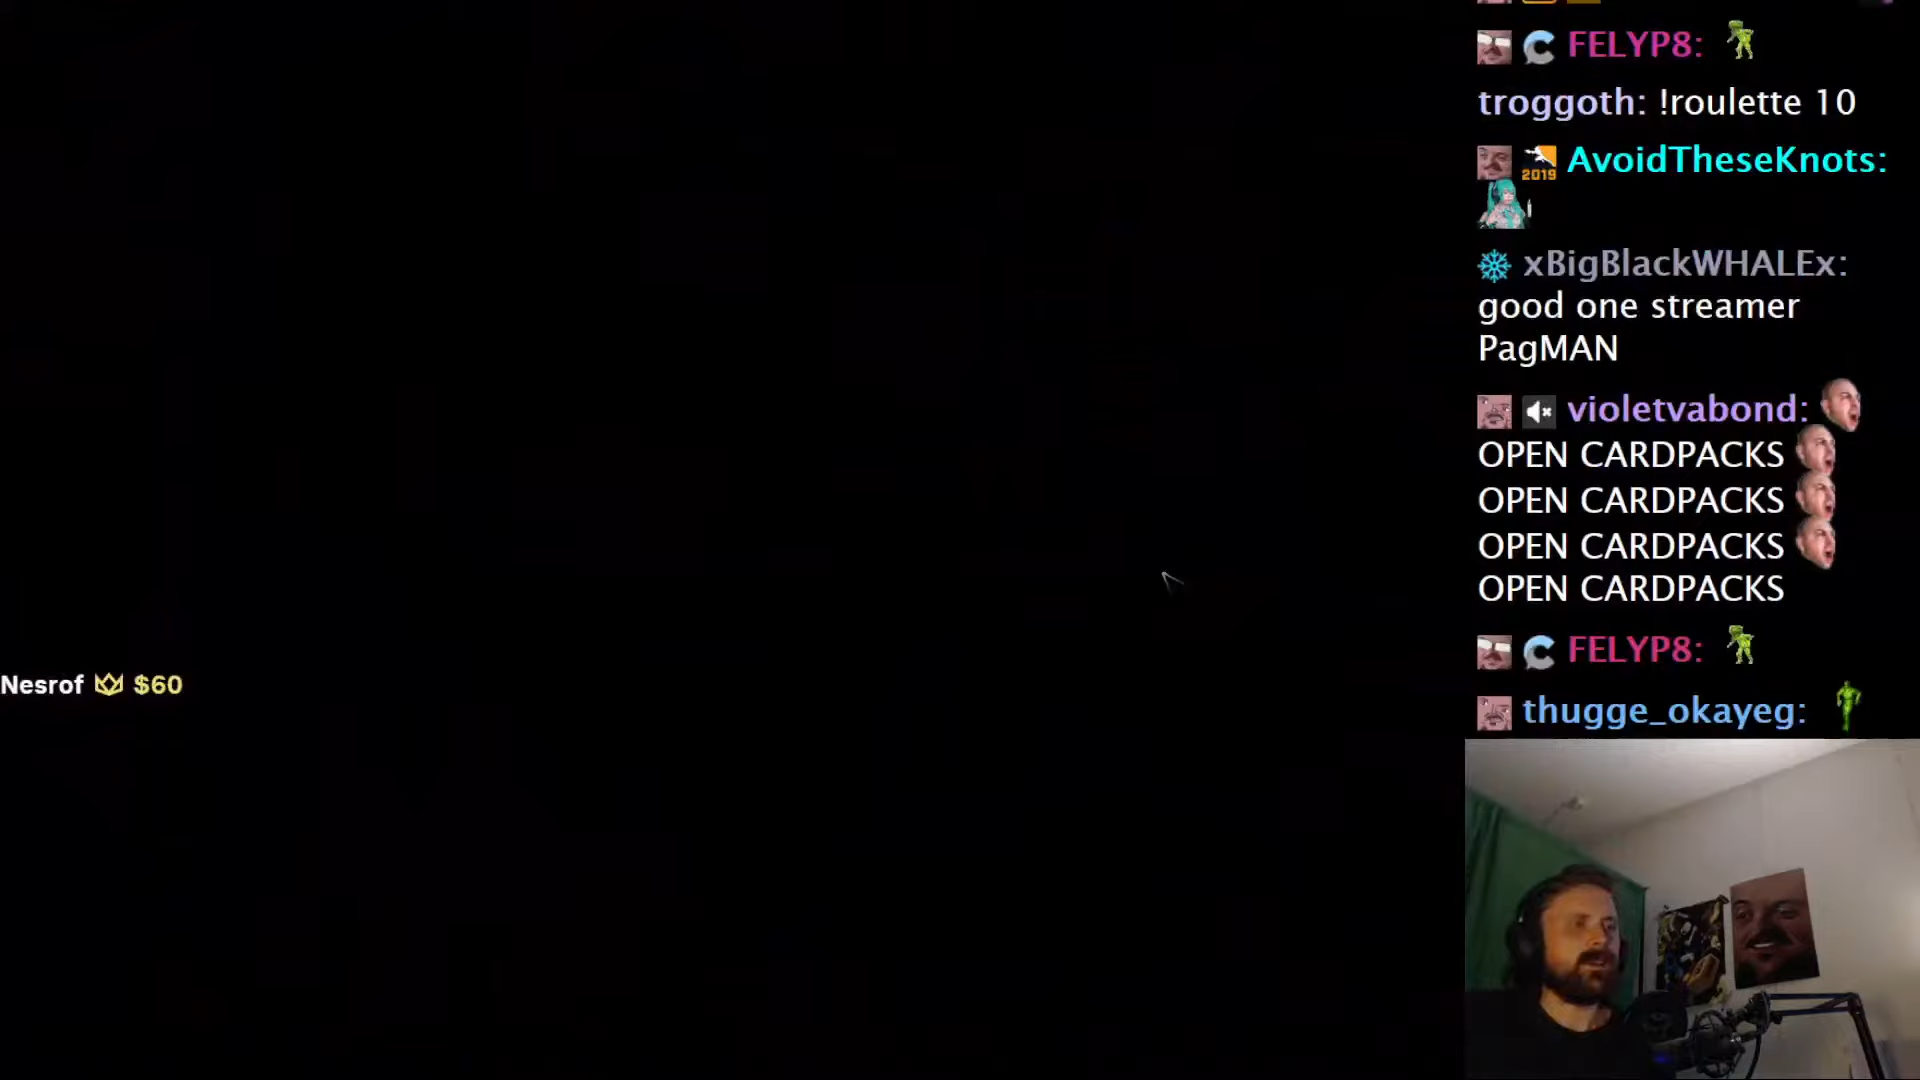 FELYP8:
troggoth: !roulette 10
2019 AvoidTheseKnots:
xBigBlackWHALEx:
good one streamer
PagMAN
violetvabond:
OPEN CARDPACKS
OPEN CARDPACKS
OPEN CARDPACKS
OPEN CARDPACKS
FELYP8:
Nesrof $60
thugge_okayeg: